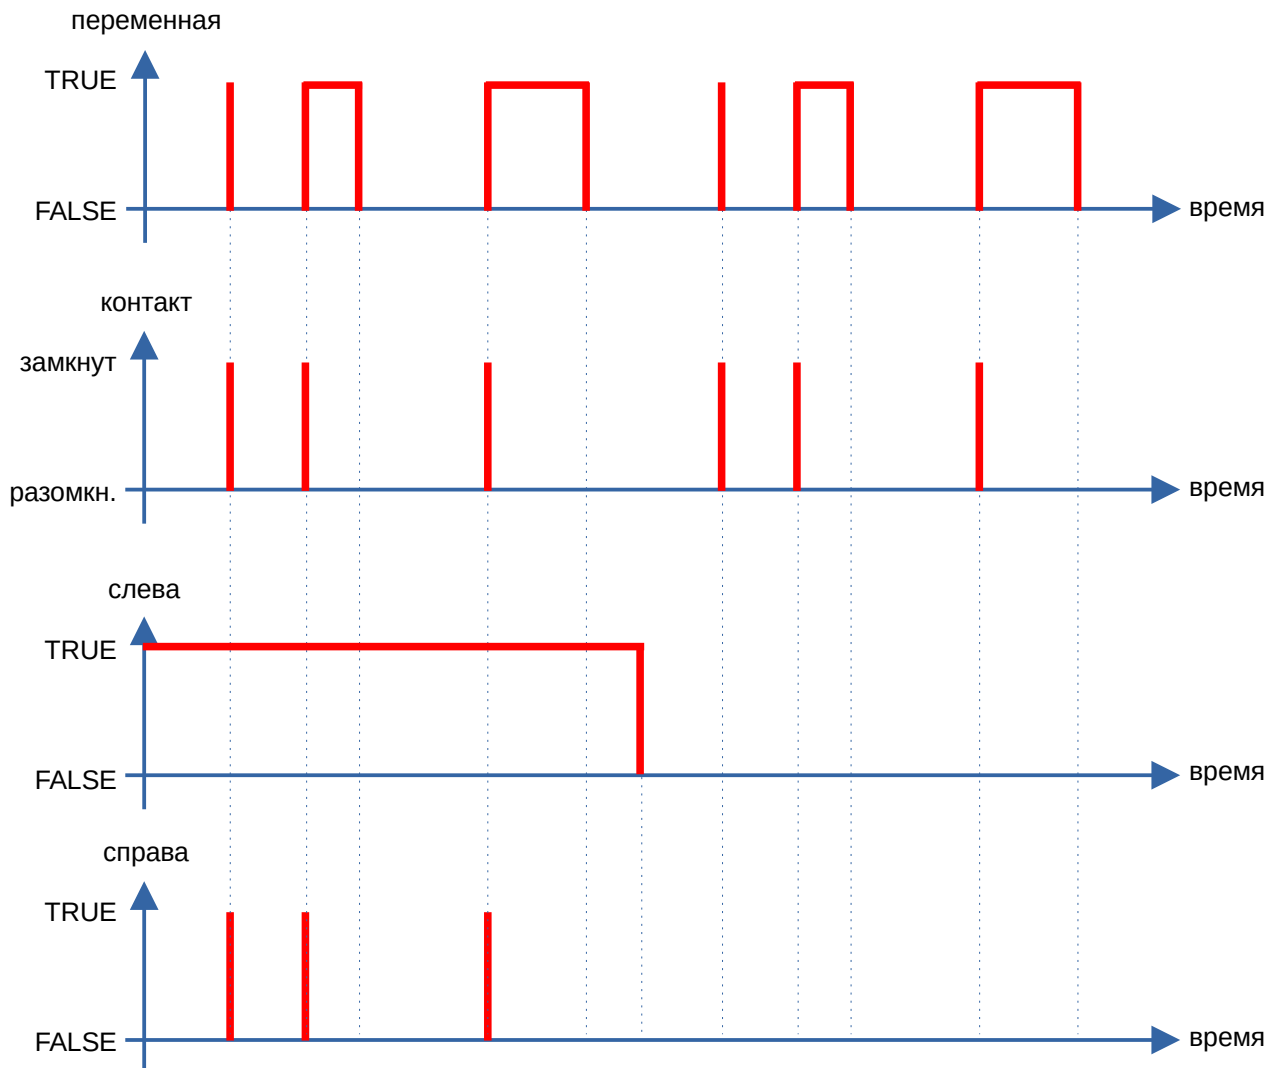 переменная
TRUE
FALSE
время
контакт
замкнут
разомкн.
время
слева
TRUE
FALSE
время
справа
TRUE
FALSE
время